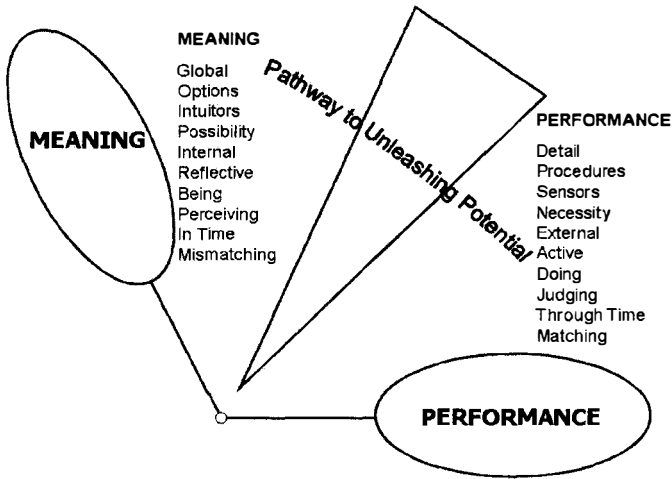 MEANING
MEANING
Global
Options
Intuitors
Possibility
Internal
Reflective
Being
Perceiving
In Time
Mismatching
Pathway to Unleashing Potential
PERFORMANCE
Detail
Procedures
Sensors
Necessity
External
Active
Doing
Judging
Through Time
Matching
PERFORMANCE